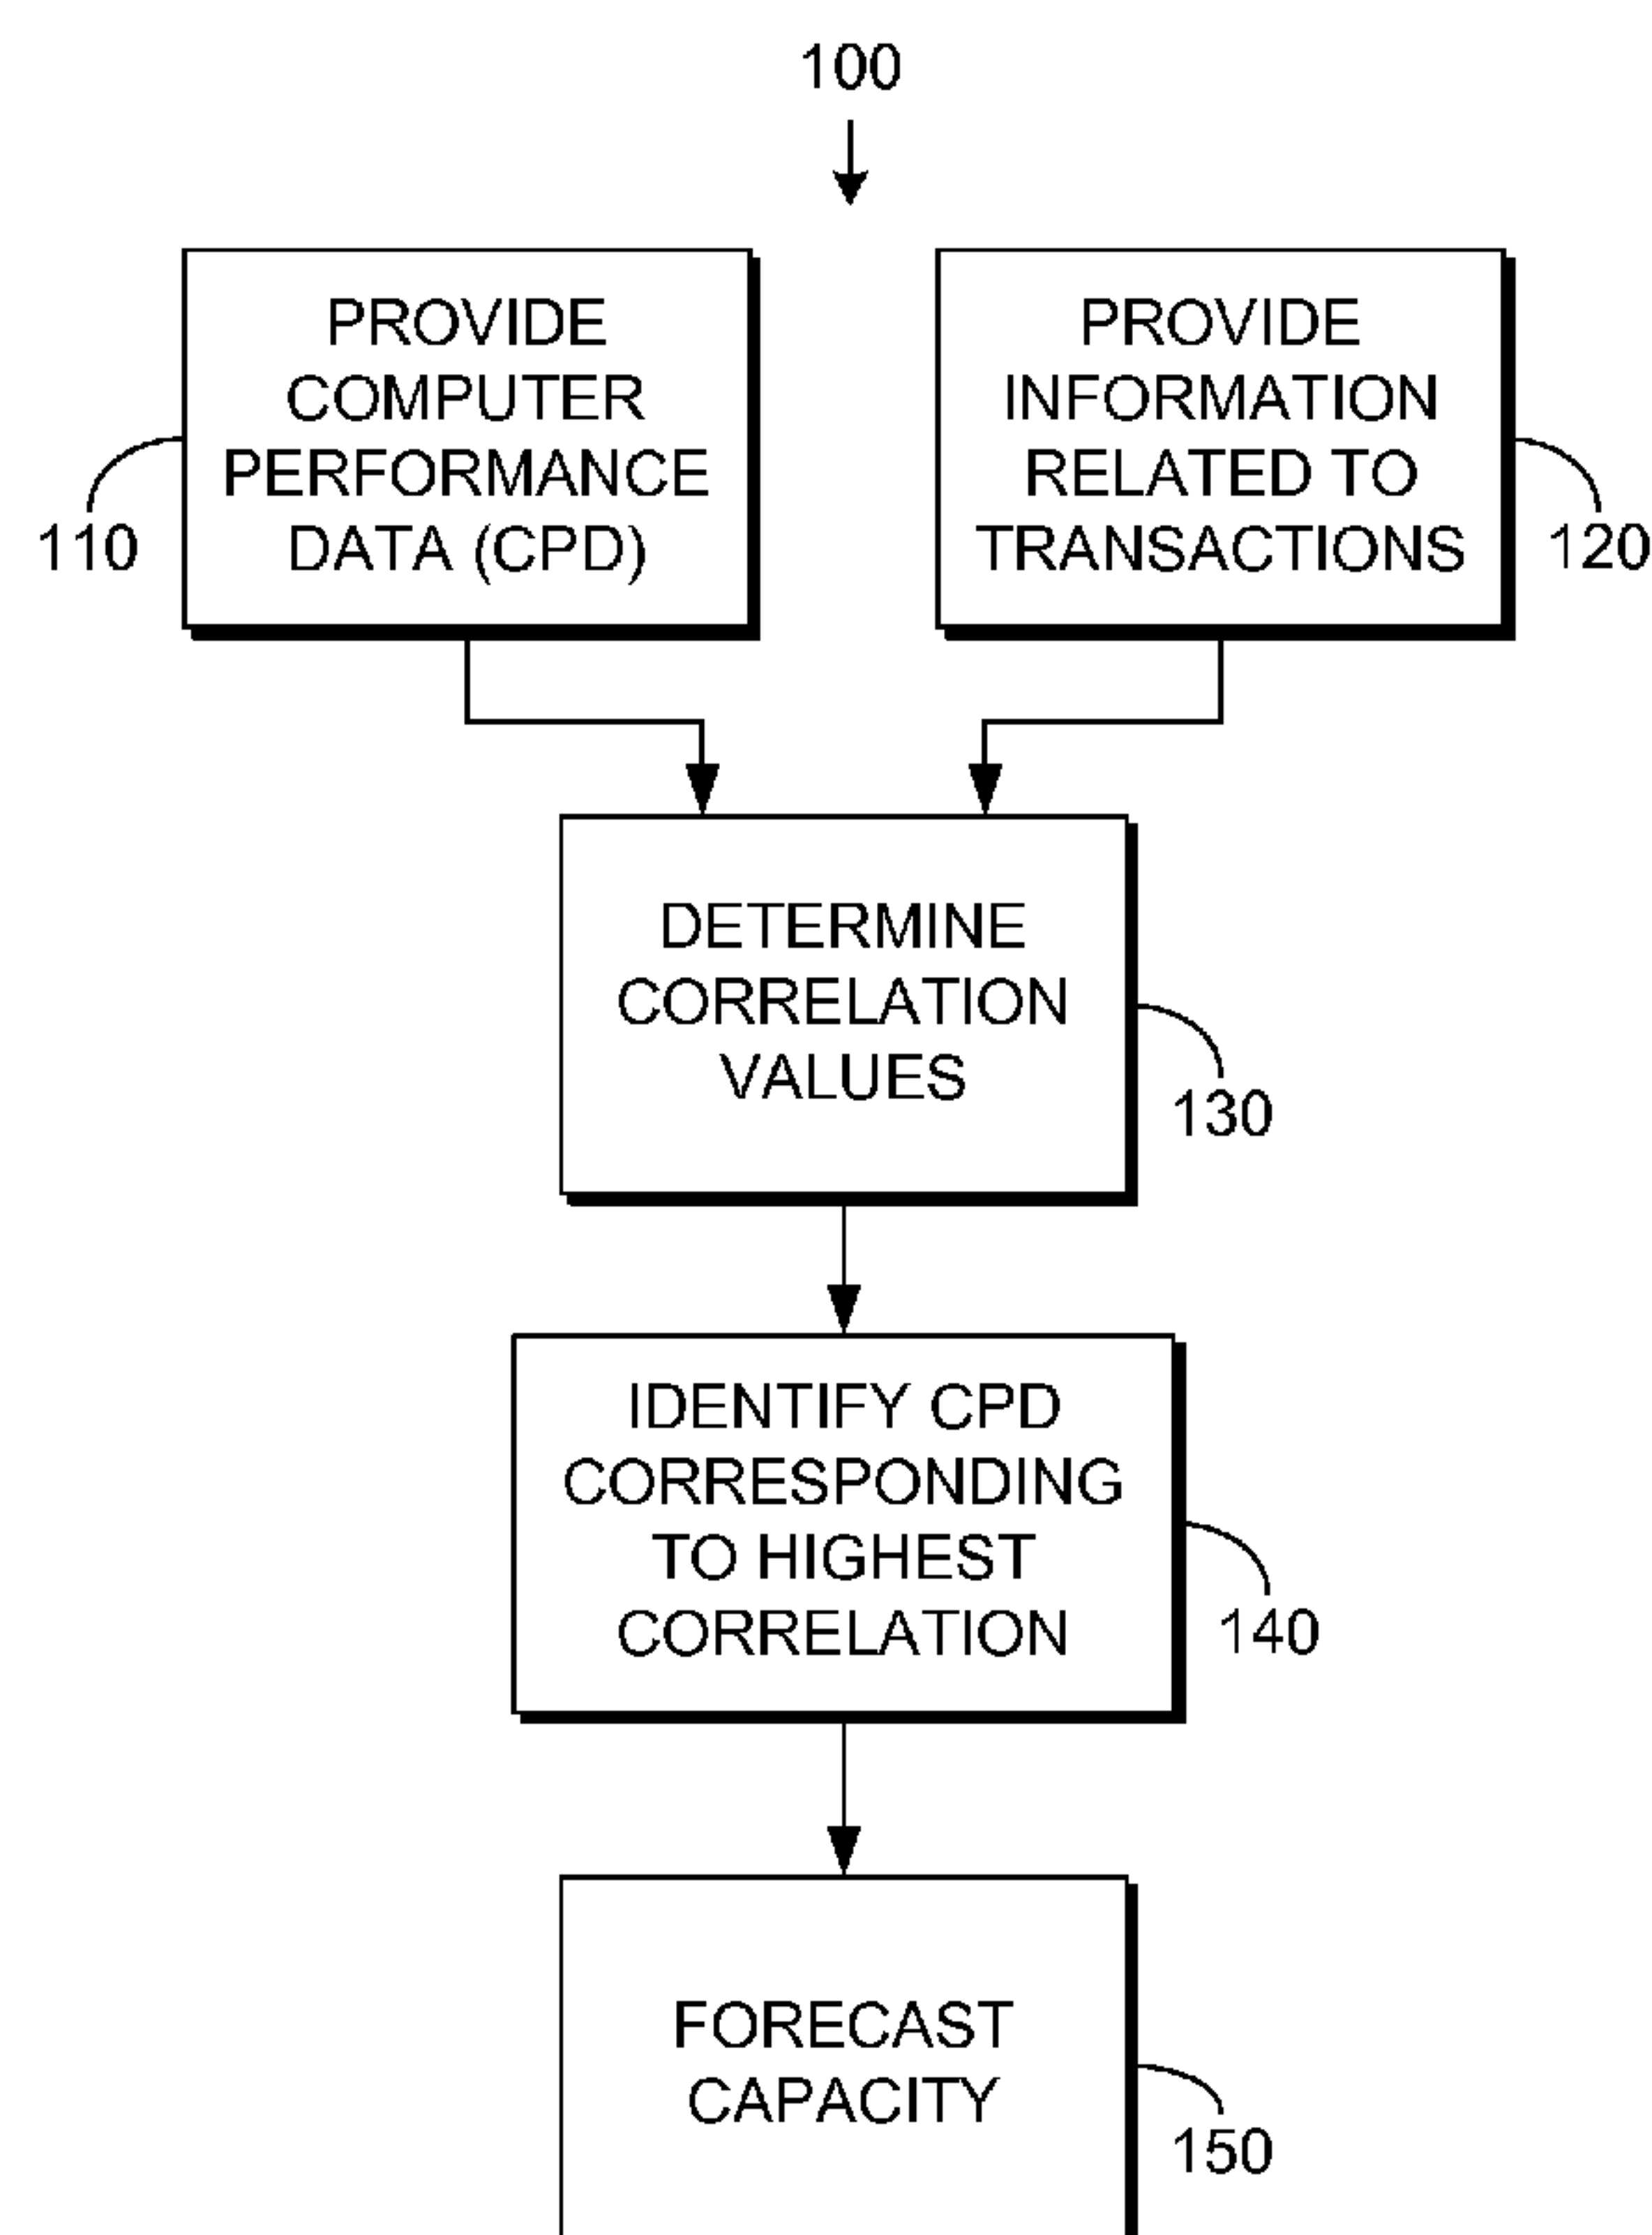 100
PROVIDE
COMPUTER
PERFORMANCE
DATA (CPD)
110
PROVIDE
INFORMATION
RELATED TO
TRANSACTIONS
120
DETERMINE
CORRELATION
VALUES
130
IDENTIFY CPD
CORRESPONDING
TO HIGHEST
CORRELATION
140
FORECAST
CAPACITY
150